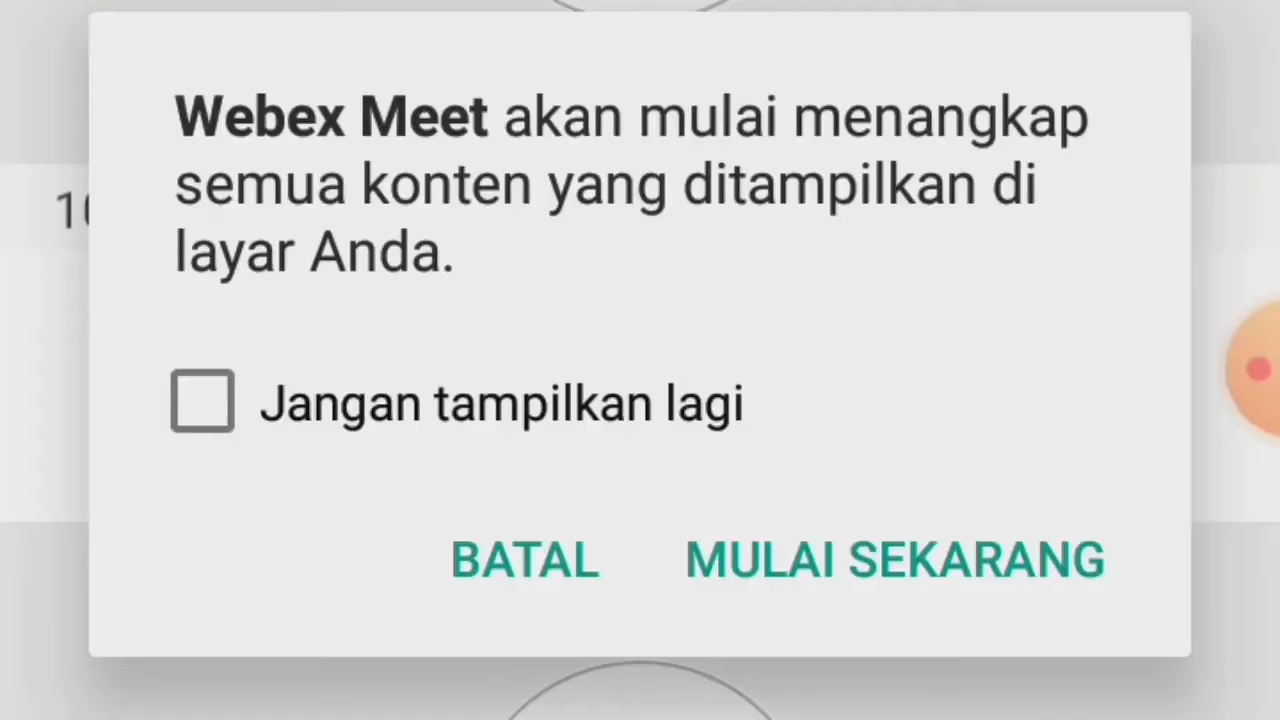 Webex Meet akan mulai menangkap
semua konten yang ditampilkan di
layar Anda.
Jangan tampilkan lagi
BATAL MULAI SEKARANG